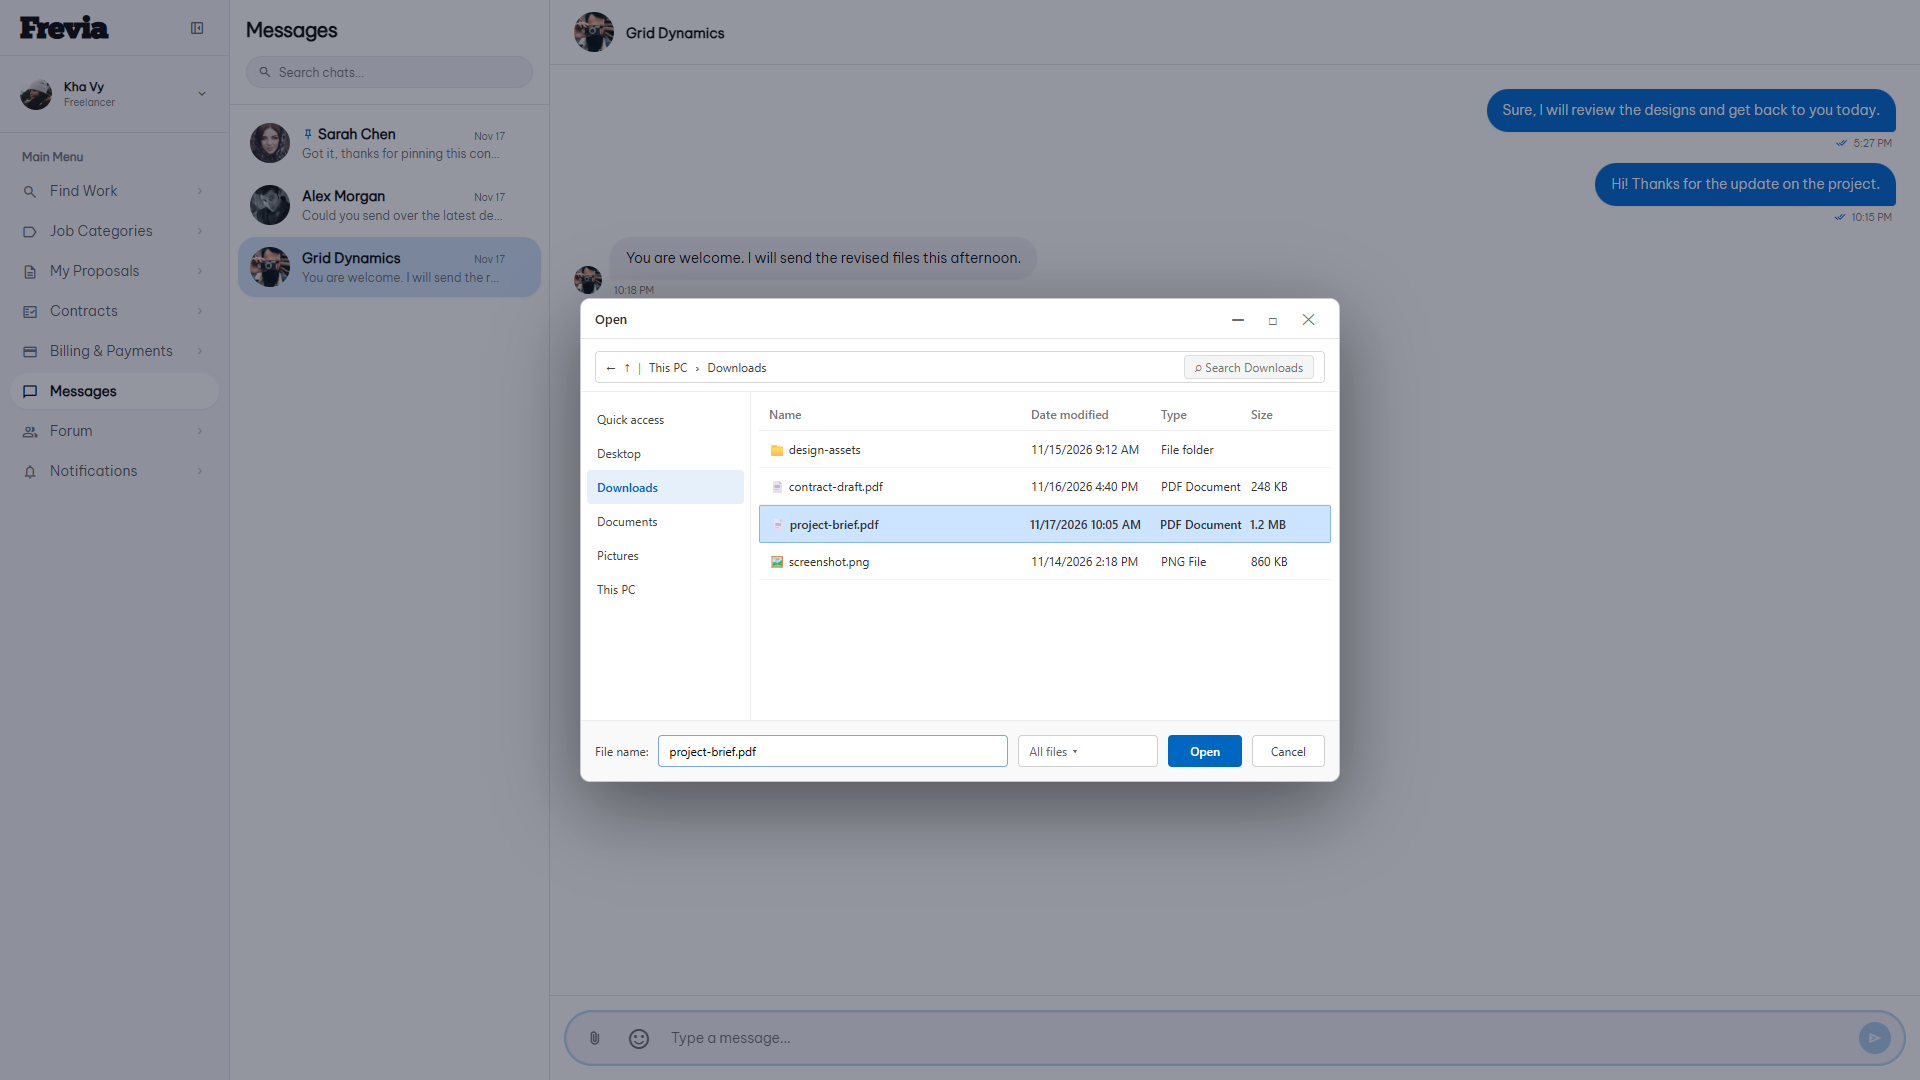 Frevia
Kha Vy
Freelancer
Main Menu
Find Work
Job Categories
My Proposals
Contracts
Billing & Payments
Messages
Forum
Notifications
Messages
Search chats...
Sarah Chen
Nov 17
Got it, thanks for pinning this con...
Alex Morgan
Nov 17
Could you send over the latest de...
Grid Dynamics
Nov 17
You are welcome. I will send the r...
Grid Dynamics
Sure, I will review the designs and get back to you today.
5:27 PM
Hi! Thanks for the update on the project.
10:15 PM
You are welcome. I will send the revised files this afternoon.
10:18 PM
Open
This PC › Downloads
Search Downloads
Quick access
Desktop
Downloads
Documents
Pictures
This PC
Name Date modified Type Size
design-assets 11/15/2026 9:12 AM File folder
contract-draft.pdf 11/16/2026 4:40 PM PDF Document 248 KB
project-brief.pdf 11/17/2026 10:05 AM PDF Document 1.2 MB
screenshot.png 11/14/2026 2:18 PM PNG File 860 KB
File name: project-brief.pdf
All files
Open
Cancel
Type a message...